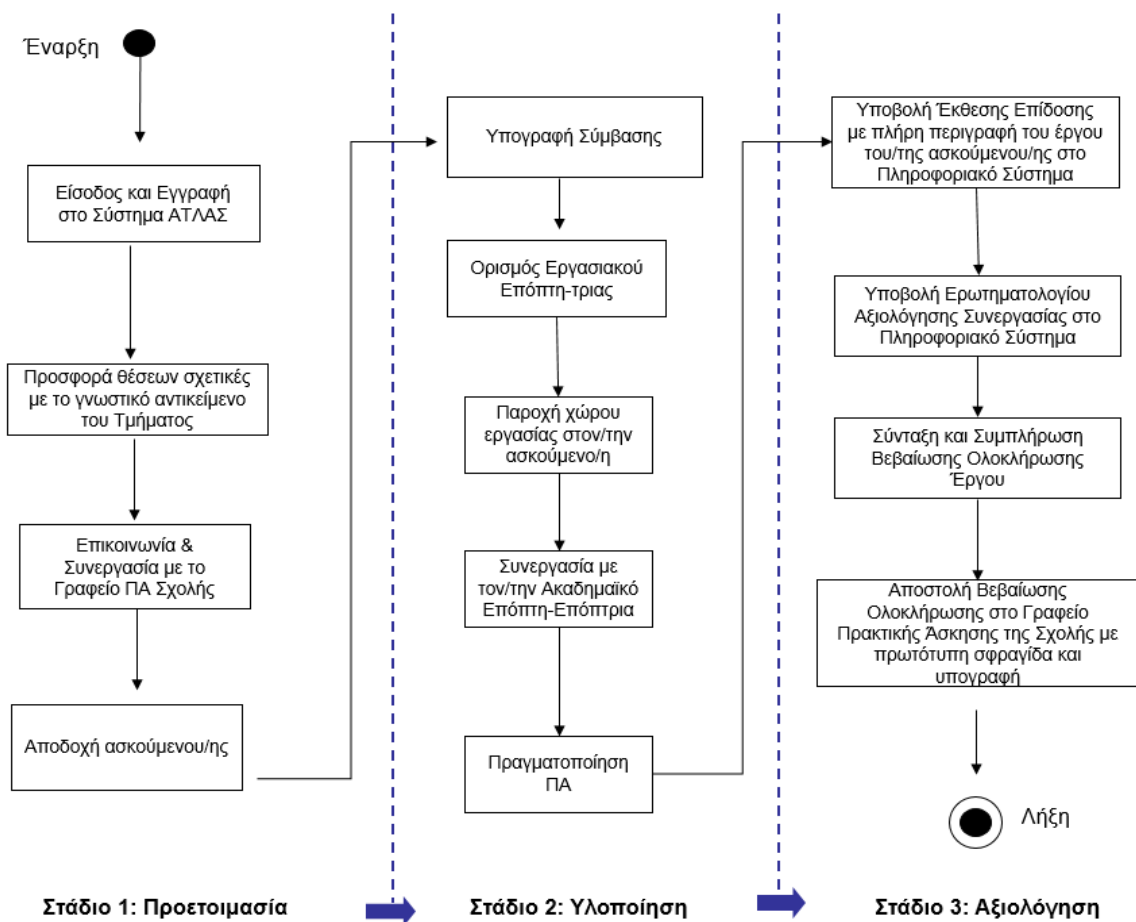 Έναρξη
Είσοδος και Εγγραφή
στο Σύστημα ΑΤΛΑΣ
Προσφορά θέσεων σχετικές
με το γνωστικό αντικείμενο
του Τμήματος
Επικοινωνία &
Συνεργασία με το
Γραφείο ΠΑ Σχολής
Αποδοχή ασκούμενου/ης
Στάδιο 1: Προετοιμασία
Υπογραφή Σύμβασης
Ορισμός Εργασιακού
Επόπτη-τριας
Παροχή χώρου
εργασίας στον/την
ασκούμενο/η
Συνεργασία με
τον/την Ακαδημαϊκό
Επόπτη-Επόπτρια
Πραγματοποίηση
ΠΑ
Στάδιο 2: Υλοποίηση
Υποβολή Έκθεσης Επίδοσης
με πλήρη περιγραφή του έργου
του/της ασκούμενου/ης στο
Πληροφοριακό Σύστημα
Υποβολή Ερωτηματολογίου
Αξιολόγησης Συνεργασίας στο
Πληροφοριακό Σύστημα
Σύνταξη και Συμπλήρωση
Βεβαίωσης Ολοκλήρωσης
Έργου
Αποστολή Βεβαίωσης
Ολοκλήρωσης στο Γραφείο
Πρακτικής Άσκησης της Σχολής με
πρωτότυπη σφραγίδα και
υπογραφή
Λήξη
Στάδιο 3: Αξιολόγηση